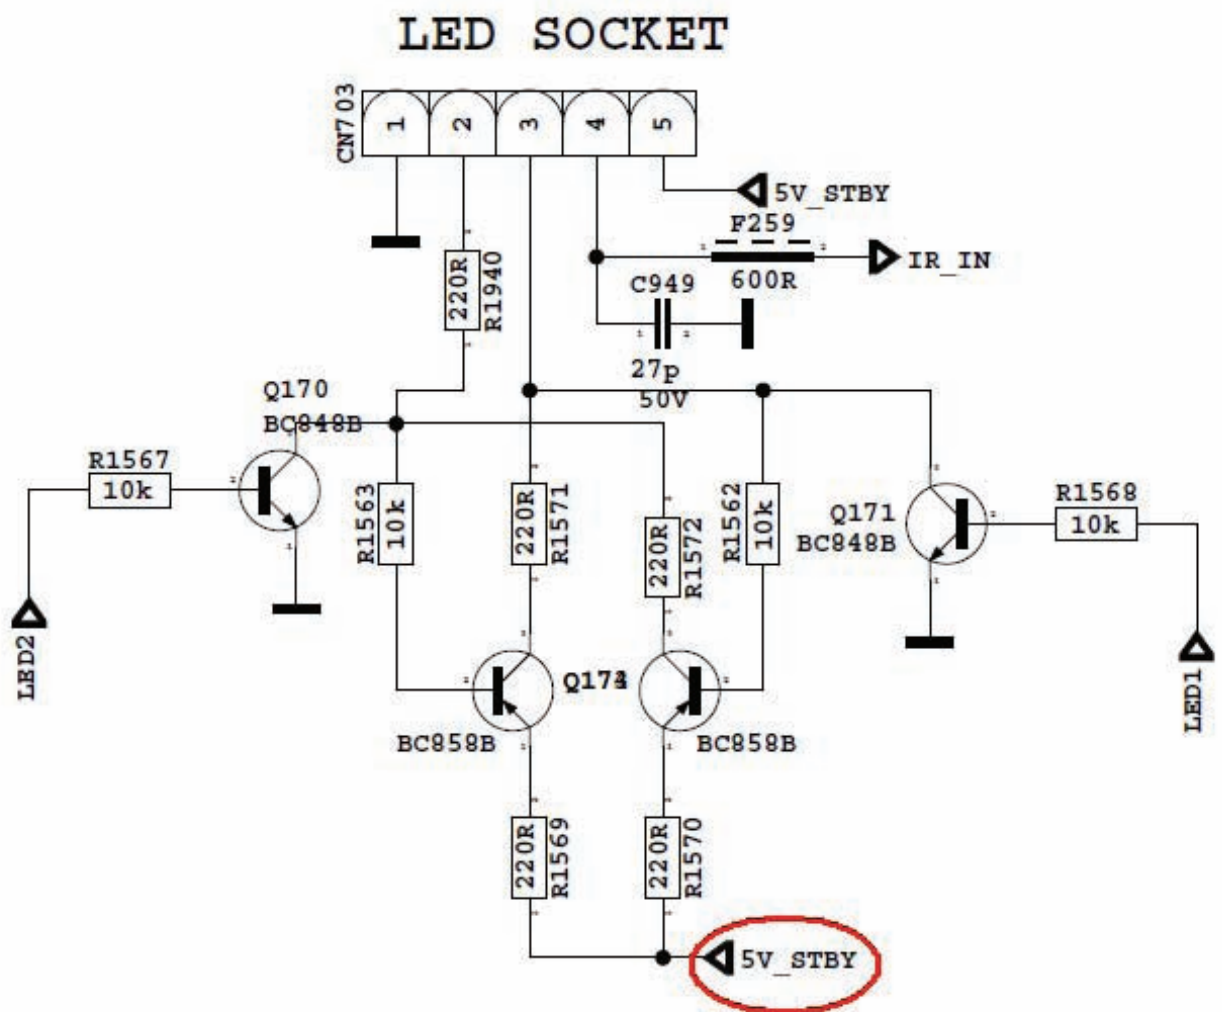 LED SOCKET
CN703
1
2
3
4
5
5V_STBY
F259
IR_IN
600R
C949
27p
50V
220R
R1940
Q170
BC848B
R1567
10k
R1563
10k
220R
R1571
220R
R1572
R1562
10k
Q171
BC848B
R1568
10k
LED2
LED1
BC858B
BC858B
220R
R1569
220R
R1570
5V_STBY